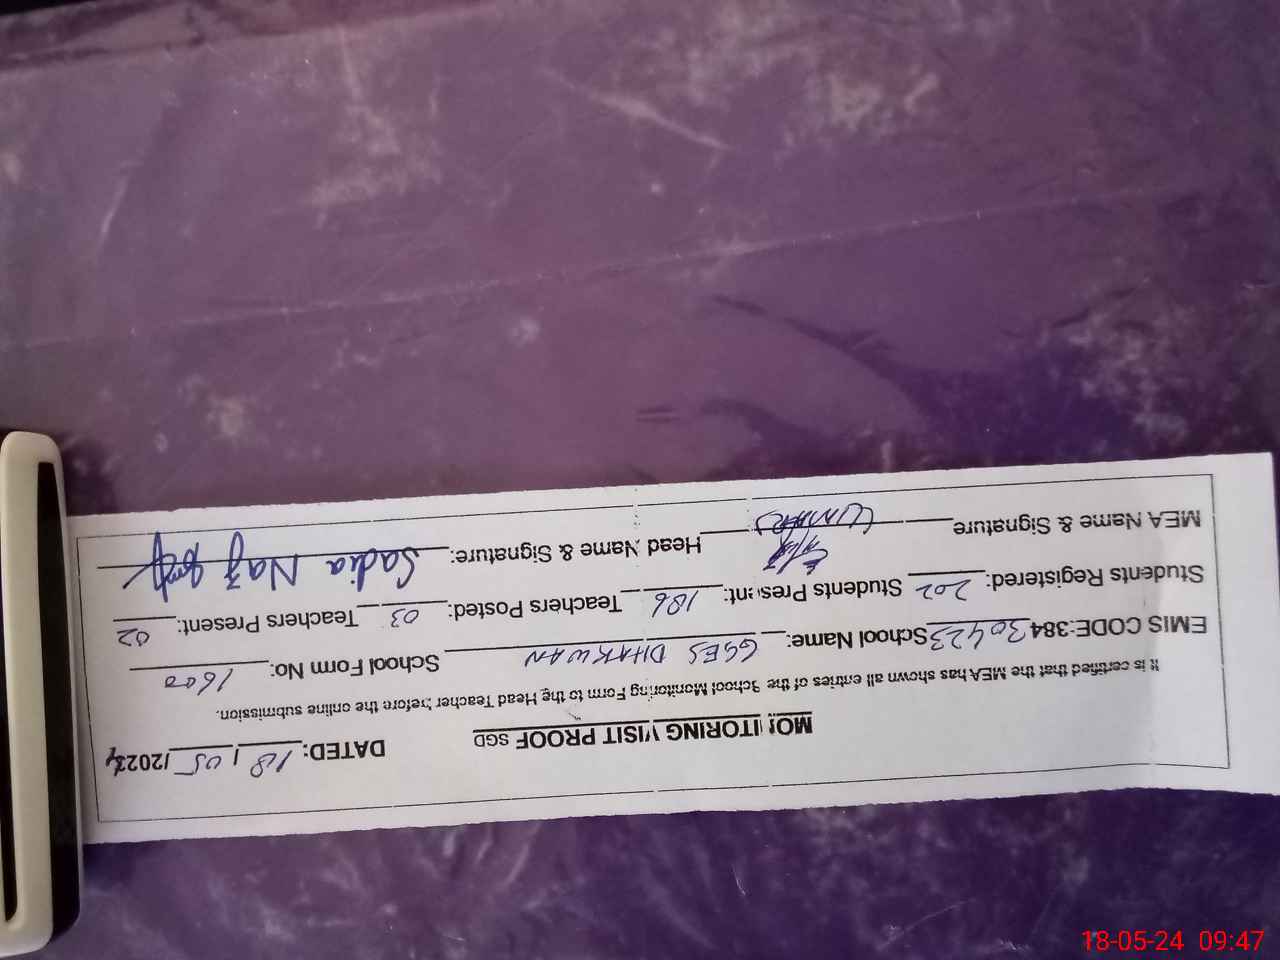 MONITORING VISIT PROOF SGD DATED: 18/05/2024
It is certified that the MEA has shown all entries of the School Monitoring Form to the Head Teacher before the online submission.
EMIS CODE:384 30423 School Name: GGES DHAKWAN School Form No: 1600
Students Registered: 202 Students Present: 186 Teachers Posted: 03 Teachers Present: 02
MEA Name & Signature Head Name & Signature: Sadia Naz
18-05-24 09:47